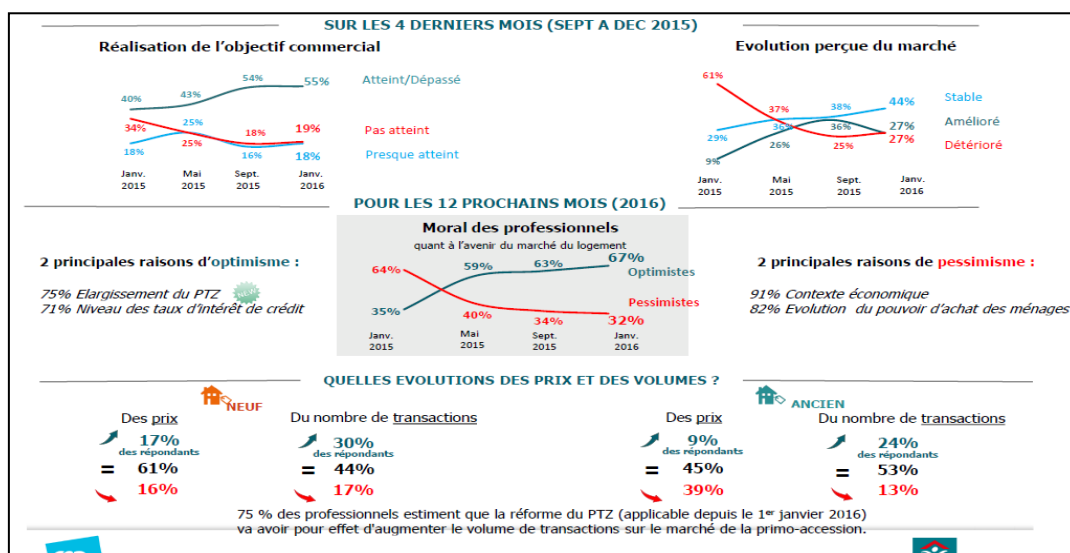 SUR LES 4 DERNIERS MOIS (SEPT A DEC 2015)
Réalisation de l'objectif commercial
40%
43%
54%
55%
Atteint/Dépassé
34%
25%
18%
19%
Pas atteint
18%
25%
16%
18%
Presque atteint
Janv. 2015
Mai 2015
Sept. 2015
Janv. 2016
Evolution perçue du marché
61%
37%
38%
44%
Stable
29%
36%
36%
27%
Amélioré
9%
26%
25%
27%
Détérioré
Janv. 2015
Mai 2015
Sept. 2015
Janv. 2016
POUR LES 12 PROCHAINS MOIS (2016)
Moral des professionnels
quant à l'avenir du marché du logement
64%
59%
63%
67%
Optimistes
35%
40%
34%
32%
Pessimistes
Janv. 2015
Mai 2015
Sept. 2015
Janv. 2016
2 principales raisons d'optimisme :
75% Elargissement du PTZ
71% Niveau des taux d'intérêt de crédit
2 principales raisons de pessimisme :
91% Contexte économique
82% Evolution du pouvoir d'achat des ménages
QUELLES EVOLUTIONS DES PRIX ET DES VOLUMES ?
NEUF
Des prix
17%
des répondants
= 61%
16%
Du nombre de transactions
30%
des répondants
= 44%
17%
ANCIEN
Des prix
9%
des répondants
= 45%
39%
Du nombre de transactions
24%
des répondants
= 53%
13%
75 % des professionnels estiment que la réforme du PTZ (applicable depuis le 1er janvier 2016)
va avoir pour effet d'augmenter le volume de transactions sur le marché de la primo-accession.